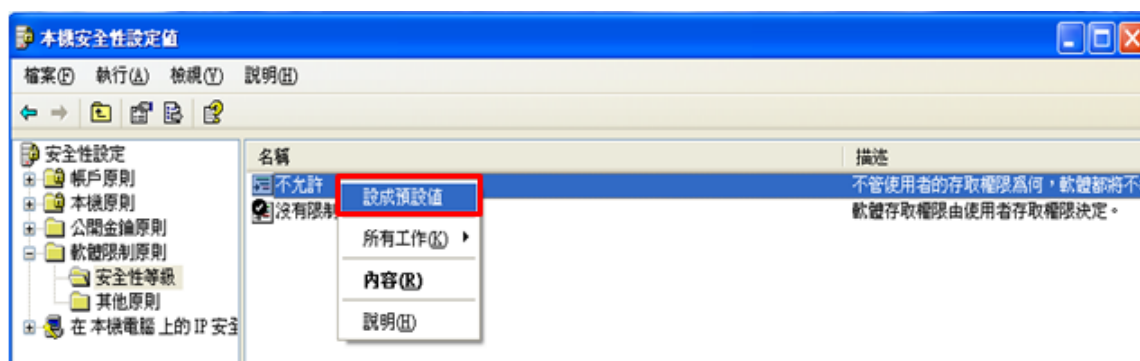 本機安全性設定值
檔案(F) 執行(A) 檢視(V) 說明(H)
安全性設定
帳戶原則
本機原則
公開金鑰原則
軟體限制原則
安全性等級
其他原則
在 本機電腦 上的 IP 安全
名稱 描述
不允許 不管使用者的存取權限為何，軟體都將不
沒有限制 軟體存取權限由使用者存取權限決定。
設成預設值
所有工作(K)
內容(R)
說明(H)